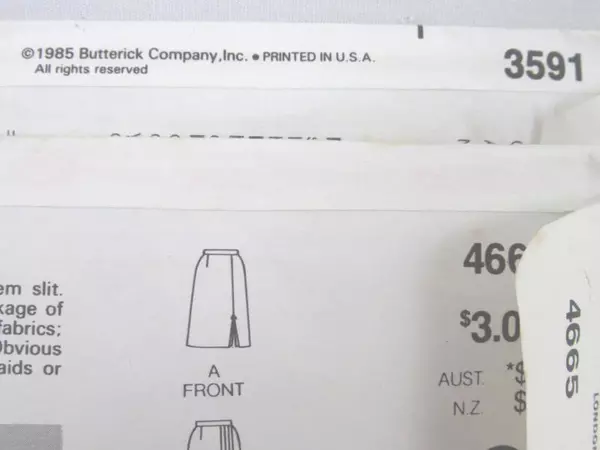 ©1985 Butterick Company,Inc. • PRINTED IN U.S.A.
All rights reserved
3591
em slit.
kage of
fabrics;
Obvious
aids or
A
FRONT
466
$3.0
AUST. *$
N.Z. $
4665
LONDON